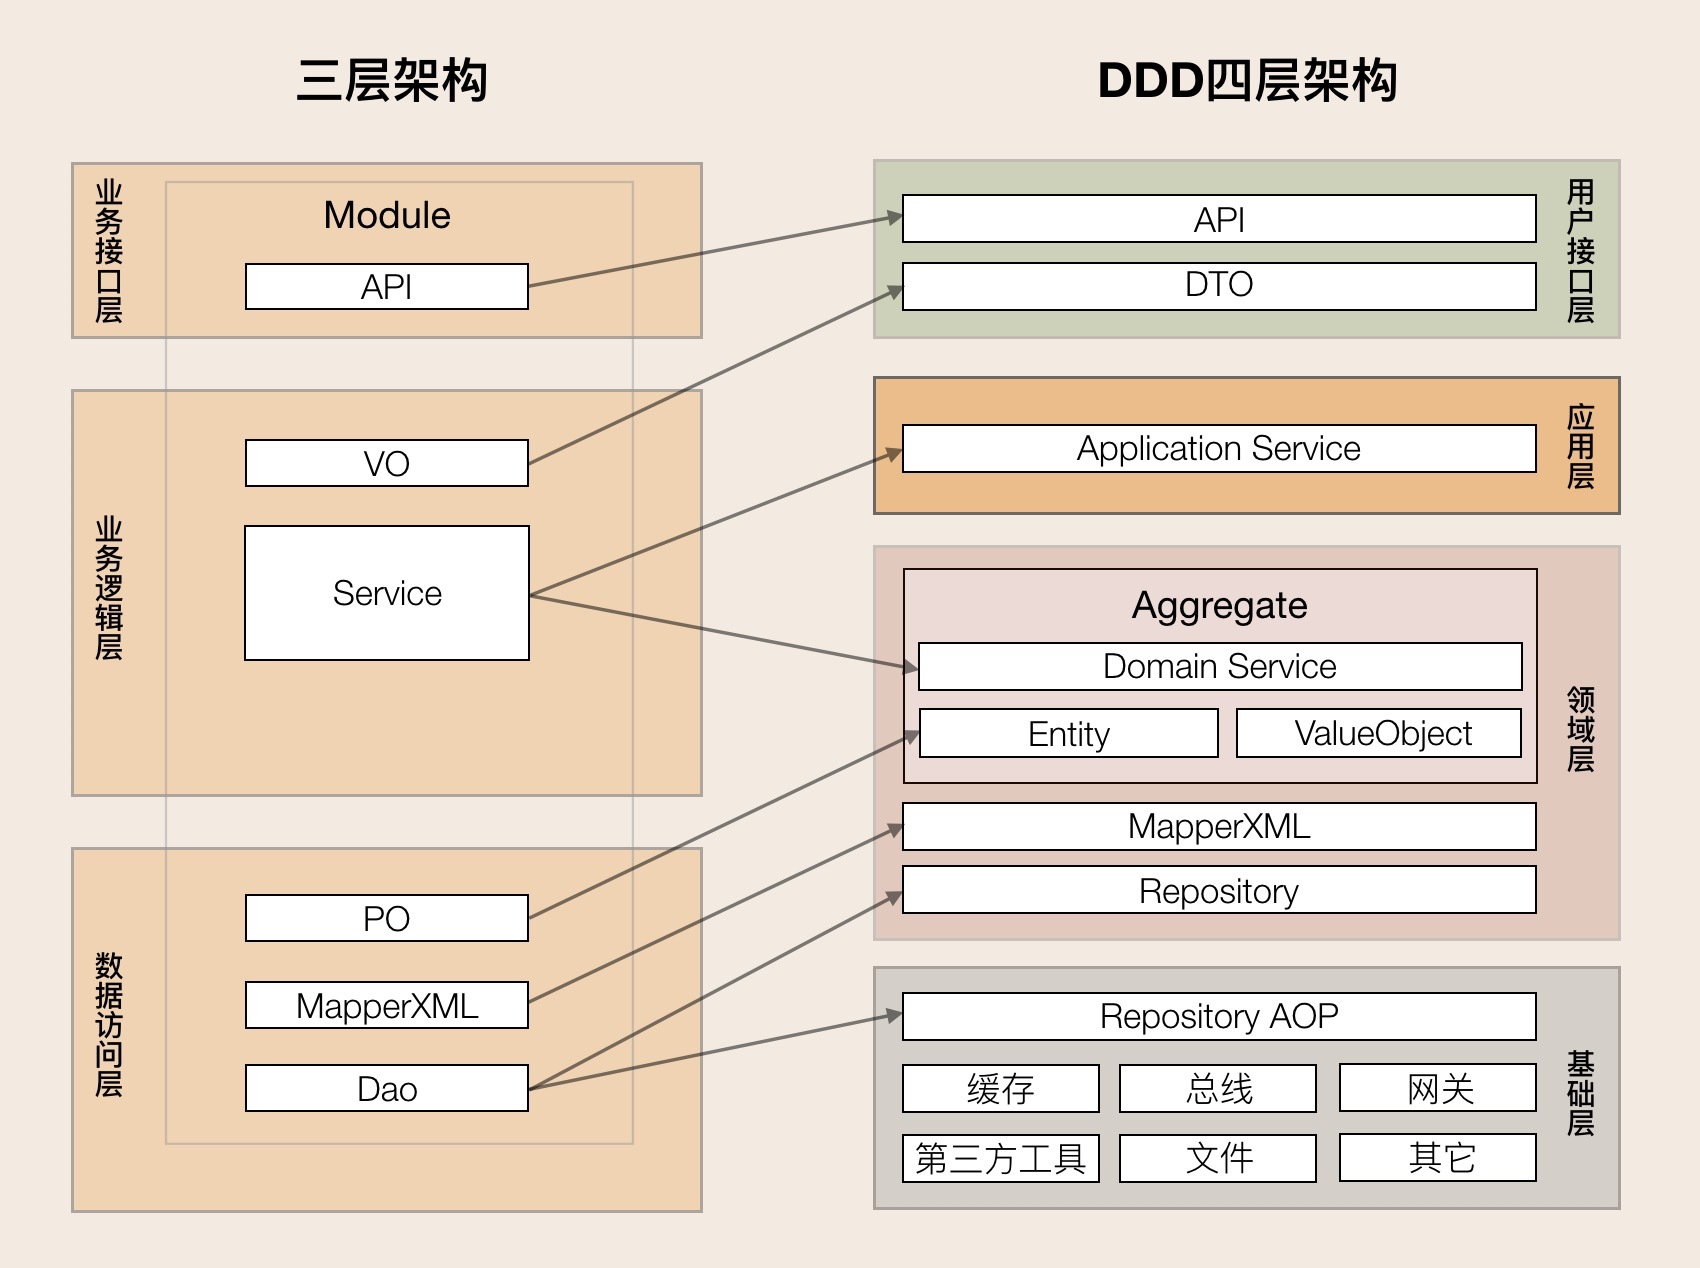 三层架构
业务接口层
Module
API
业务逻辑层
VO
Service
数据访问层
PO
MapperXML
Dao
DDD四层架构
API
DTO
用户接口层
Application Service
应用层
Aggregate
Domain Service
Entity
ValueObject
MapperXML
Repository
领域层
Repository AOP
缓存
总线
网关
第三方工具
文件
其它
基础层